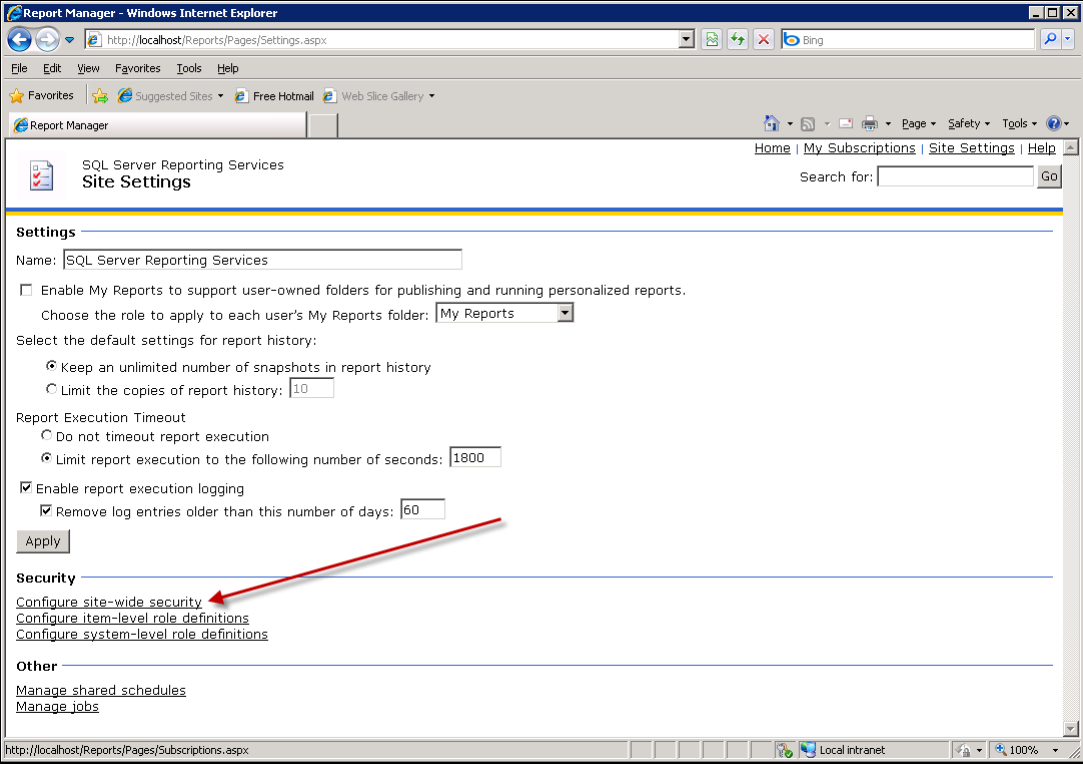 Report Manager - Windows Internet Explorer
http://localhost/Reports/Pages/Settings.aspx
Bing
File Edit View Favorites Tools Help
Favorites Suggested Sites Free Hotmail Web Slice Gallery
Report Manager Page Safety Tools
Home | My Subscriptions | Site Settings | Help
SQL Server Reporting Services
Site Settings
Search for: Go
Settings
Name: SQL Server Reporting Services
Enable My Reports to support user-owned folders for publishing and running personalized reports.
Choose the role to apply to each user's My Reports folder: My Reports
Select the default settings for report history:
Keep an unlimited number of snapshots in report history
Limit the copies of report history: 10
Report Execution Timeout
Do not timeout report execution
Limit report execution to the following number of seconds: 1800
Enable report execution logging
Remove log entries older than this number of days: 60
Apply
Security
Configure site-wide security
Configure item-level role definitions
Configure system-level role definitions
Other
Manage shared schedules
Manage jobs
http://localhost/Reports/Pages/Subscriptions.aspx Local intranet 100%